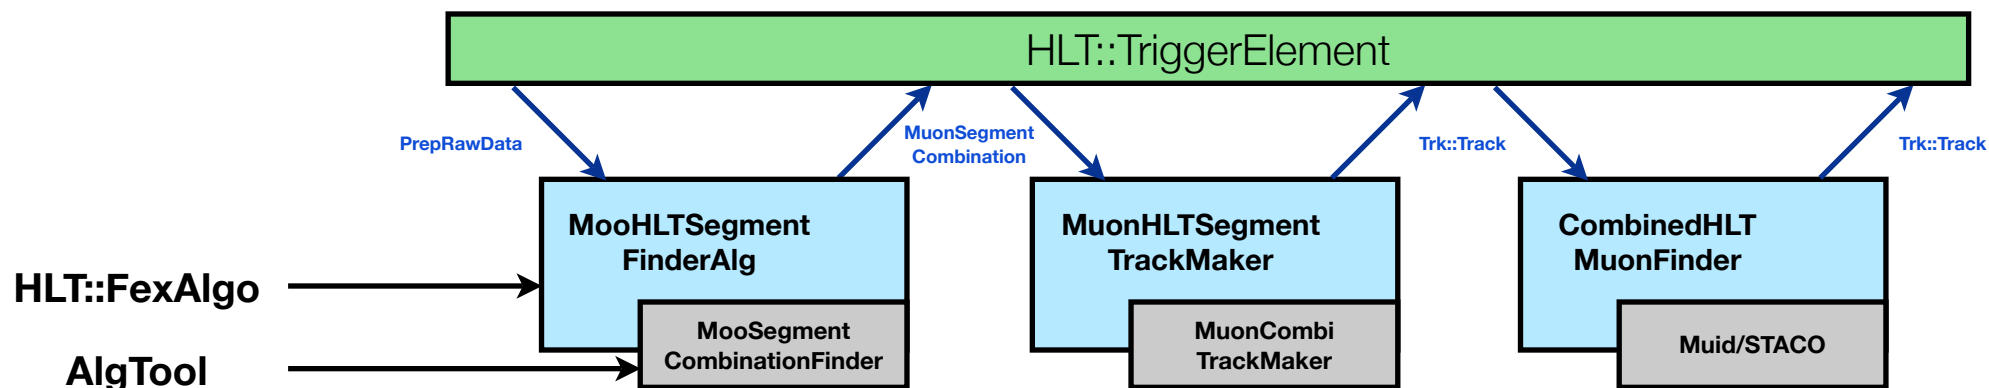 HLT::TriggerElement
PrepRawData
MuonSegment
Combination
Trk::Track
Trk::Track
MooHLTSegment
FinderAlg
MuonHLTSegment
TrackMaker
CombinedHLT
MuonFinder
HLT::FexAlgo
MooSegment
CombinationFinder
MuonCombi
TrackMaker
Muid/STACO
AlgTool